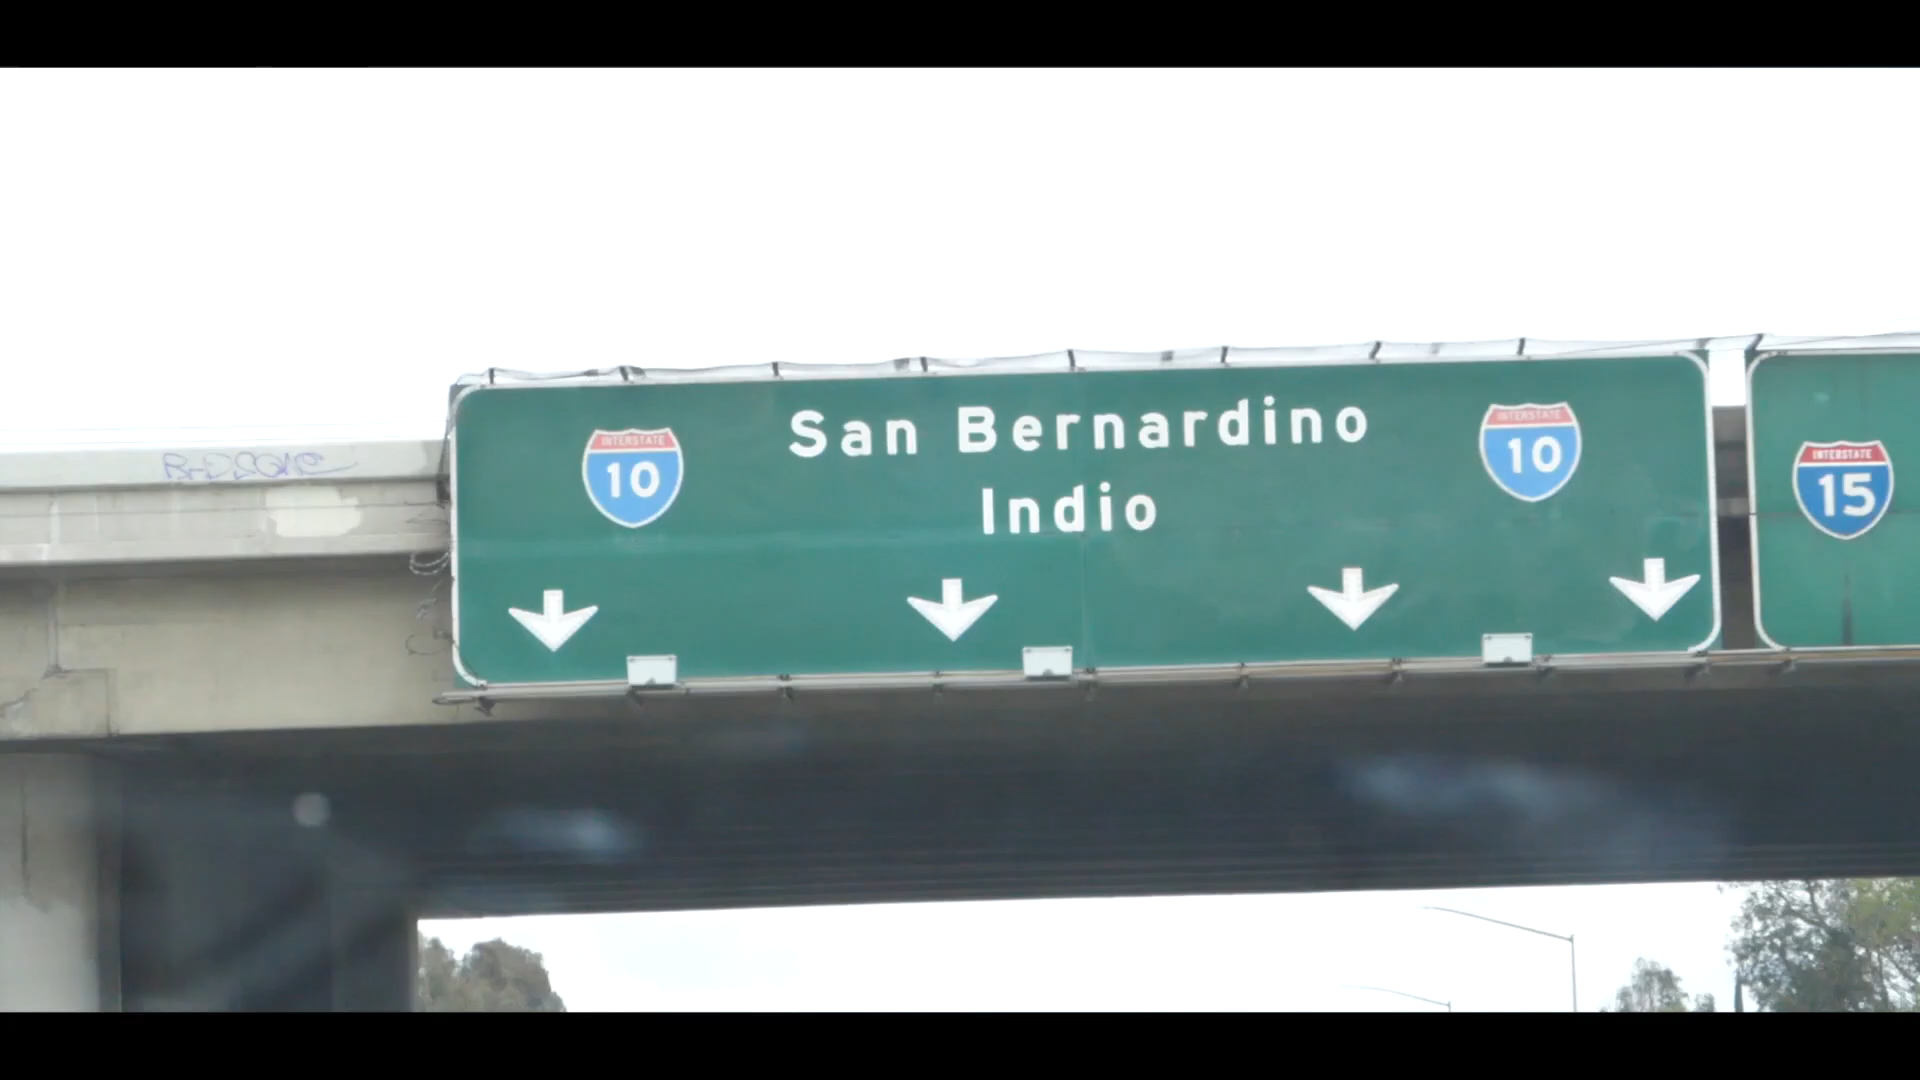 San Bernardino
Indio
INTERSTATE
10
INTERSTATE
10
INTERSTATE
15